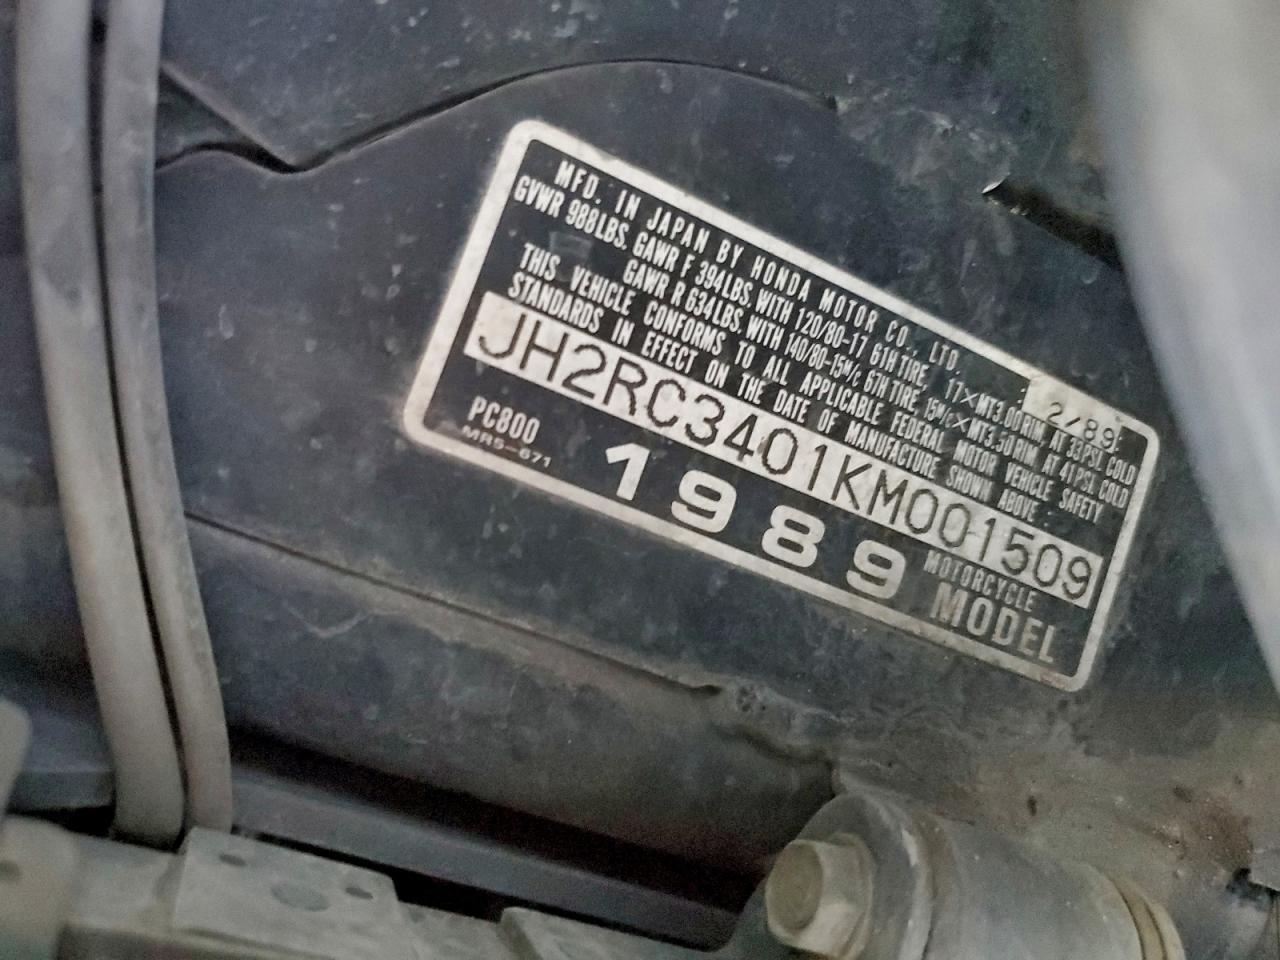 MFD. IN JAPAN BY HONDA MOTOR CO., LTD. 2/89
GVWR 988LBS. GAWR F 394LBS. WITH 120/80-17 61H TIRE, 17×MT3.00 RIM AT 33PSI. COLD
GAWR R 634LBS. WITH 140/80-15M/C 67H TIRE, 15M/C×MT3.50 RIM AT 41PSI. COLD
THIS VEHICLE CONFORMS TO ALL APPLICABLE FEDERAL MOTOR VEHICLE SAFETY
STANDARDS IN EFFECT ON THE DATE OF MANUFACTURE SHOWN ABOVE.
JH2RC3401KM001509
PC800
MR5-671
1989 MOTORCYCLE MODEL